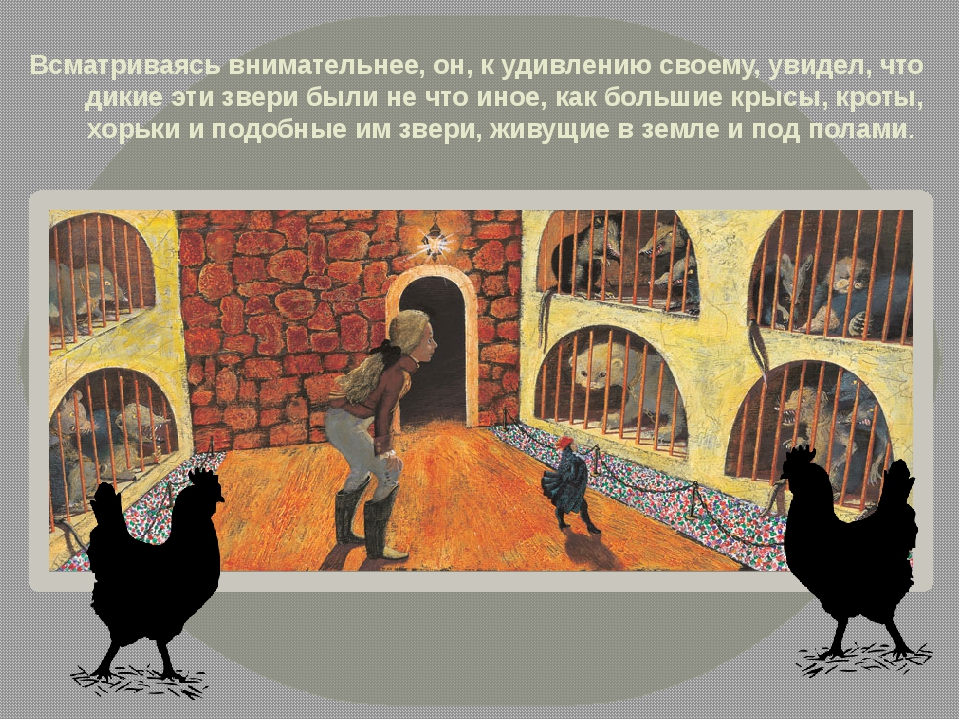 Всматриваясь внимательнее, он, к удивлению своему, увидел, что
дикие эти звери были не что иное, как большие крысы, кроты,
хорьки и подобные им звери, живущие в земле и под полами.